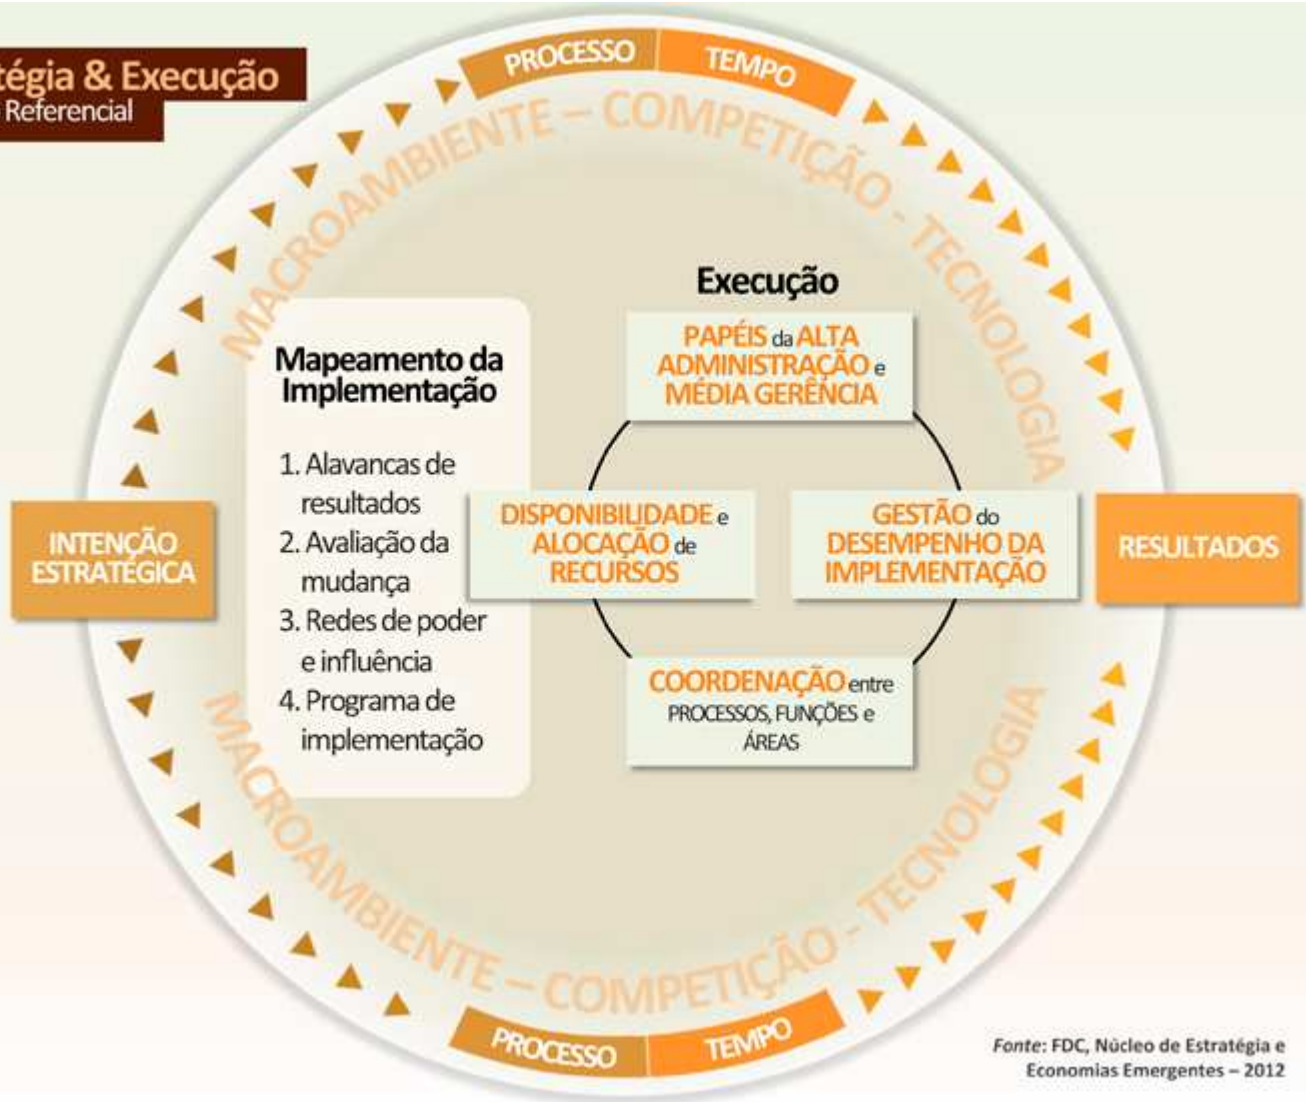 tégia & Execução
Referencial
PROCESSO
TEMPO
MACROAMBIENTE – COMPETIÇÃO - TECNOLOGIA
Execução
PAPÉIS da ALTA
ADMINISTRAÇÃO e
MÉDIA GERÊNCIA
Mapeamento da
Implementação
1. Alavancas de
resultados
2. Avaliação da
mudança
3. Redes de poder
e influência
4. Programa de
implementação
INTENÇÃO
ESTRATÉGICA
DISPONIBILIDADE e
ALOCAÇÃO de
RECURSOS
GESTÃO do
DESEMPENHO DA
IMPLEMENTAÇÃO
RESULTADOS
COORDENAÇÃO entre
PROCESSOS, FUNÇÕES e
ÁREAS
MACROAMBIENTE – COMPETIÇÃO - TECNOLOGIA
PROCESSO
TEMPO
Fonte: FDC, Núcleo de Estratégia e
Economias Emergentes – 2012